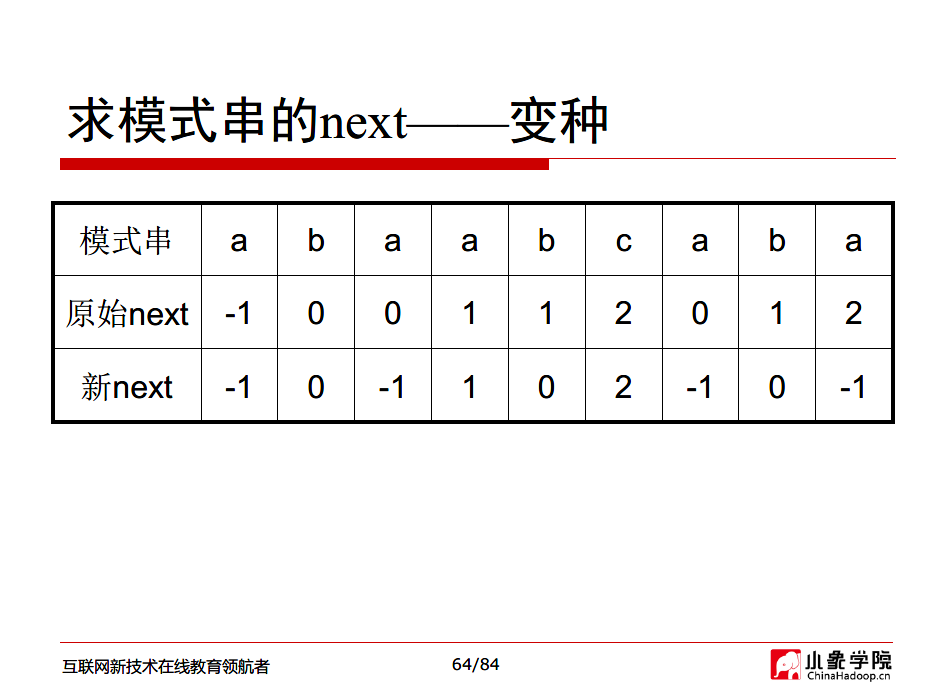 求模式串的next——变种
模式串 a b a a b c a b a
原始next -1 0 0 1 1 2 0 1 2
新next -1 0 -1 1 0 2 -1 0 -1
互联网新技术在线教育领航者
64/84
小象学院
ChinaHadoop.cn